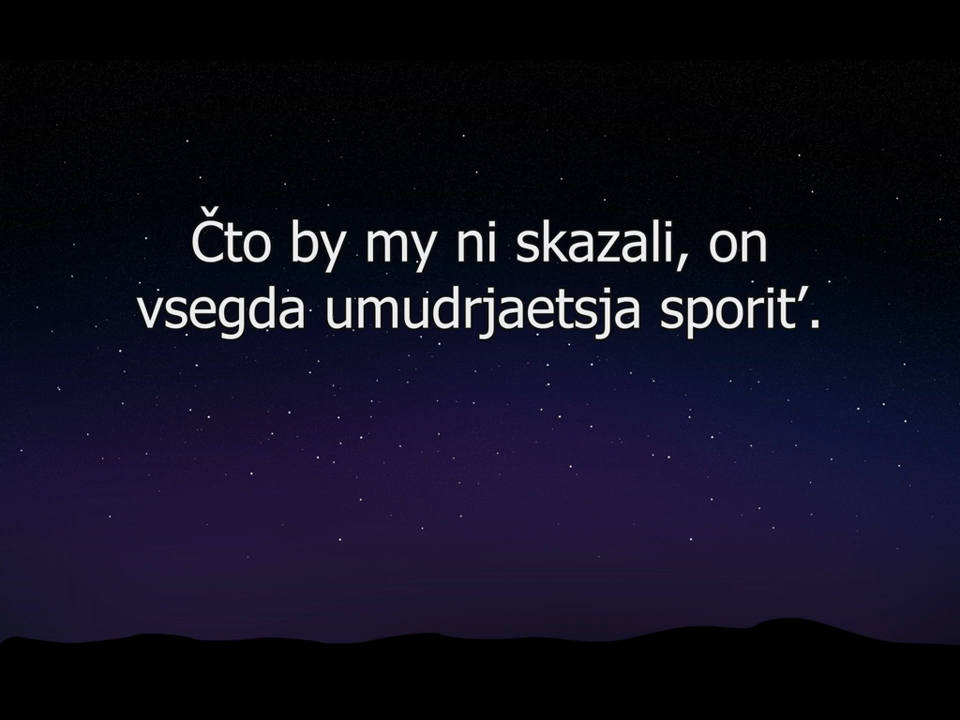 Čto by my ni skazali, on
vsegda umudrjaetsja sporit′.